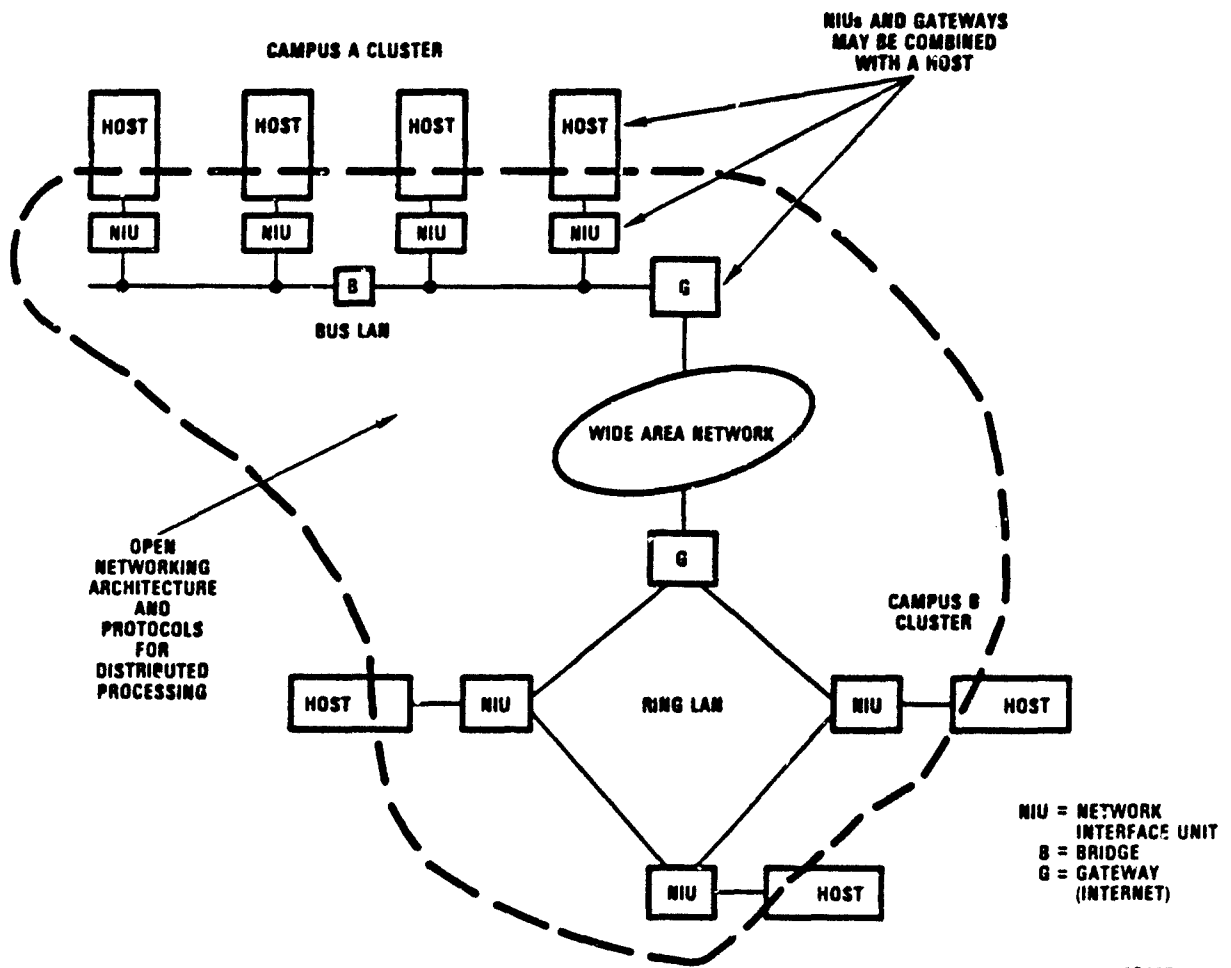 CAMPUS A CLUSTER
NIUs AND GATEWAYS
MAY BE COMBINED
WITH A HOST
HOST
HOST
HOST
HOST
NIU
NIU
NIU
NIU
B
G
BUS LAN
WIDE AREA NETWORK
OPEN
NETWORKING
ARCHITECTURE
AND
PROTOCOLS
FOR
DISTRIBUTED
PROCESSING
G
CAMPUS B
CLUSTER
HOST
NIU
RING LAN
NIU
HOST
NIU
HOST
NIU = NETWORK
INTERFACE UNIT
B = BRIDGE
G = GATEWAY
(INTERNET)